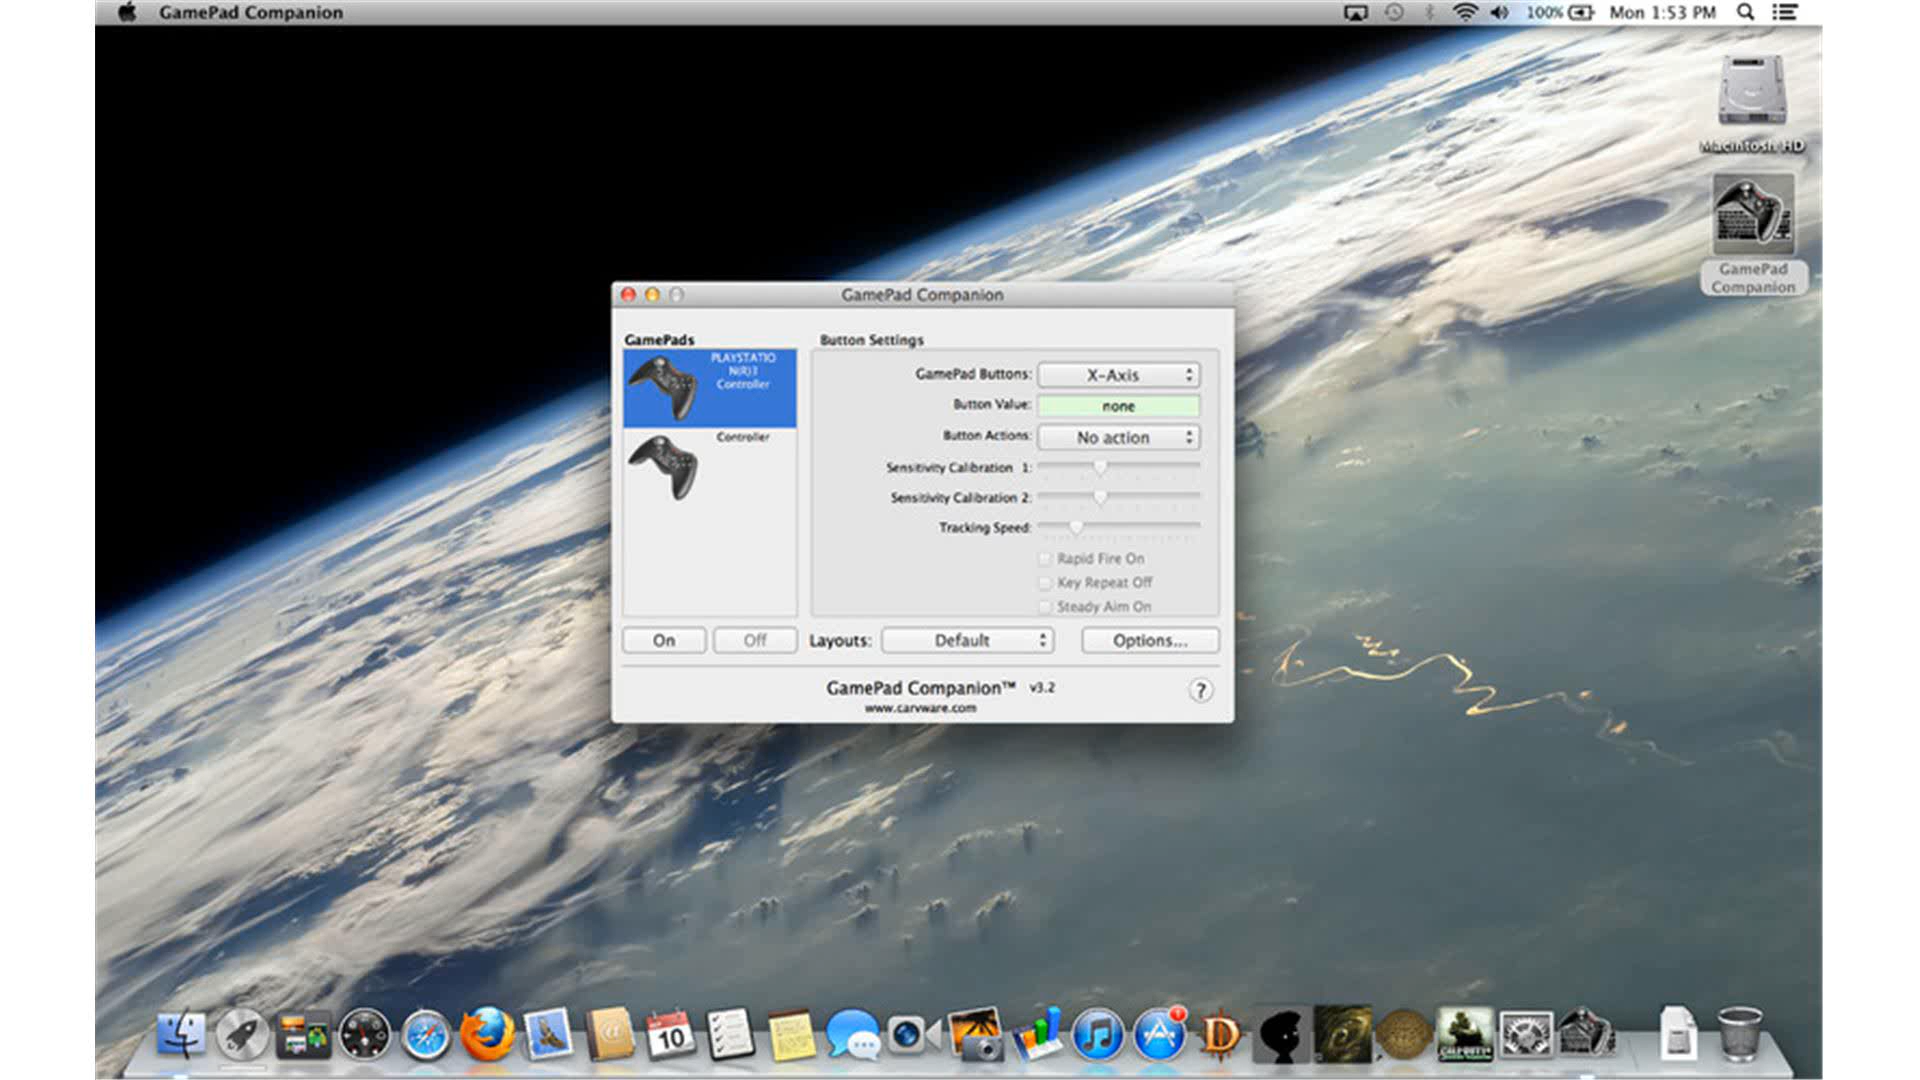 GamePad Companion
100%
Mon 1:53 PM
Macintosh HD
GamePad
Companion
GamePad Companion
GamePads
PLAYSTATIO
N(R)3
Controller
Controller
Button Settings
GamePad Buttons: X-Axis
Button Value: none
Button Actions: No action
Sensitivity Calibration 1:
Sensitivity Calibration 2:
Tracking Speed:
Rapid Fire On
Key Repeat Off
Steady Aim On
On
Off
Layouts: Default
Options...
GamePad Companion™ v3.2
www.carvware.com
?
10
CALL OF DUTY